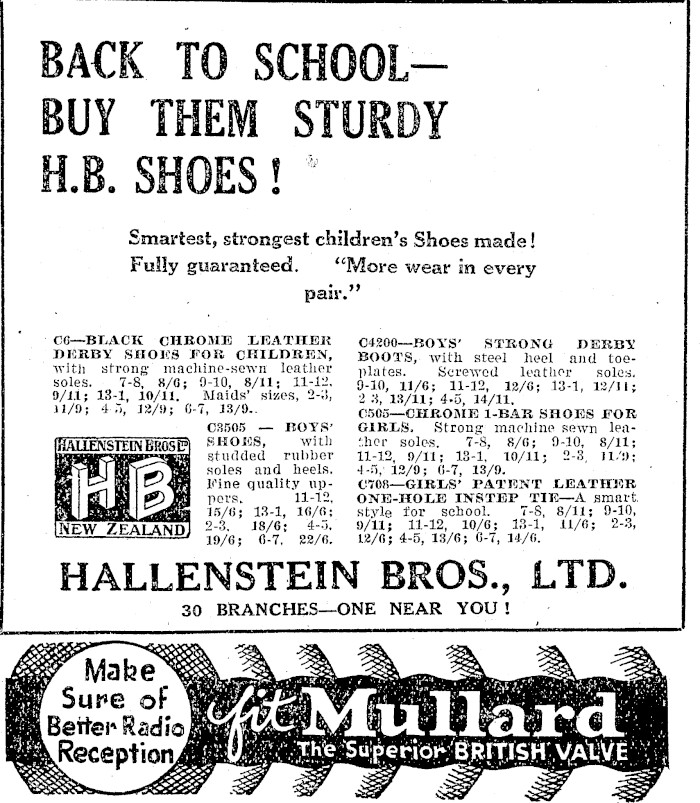 BACK TO SCHOOL—
BUY THEM STURDY
H.B. SHOES!
Smartest, strongest children's Shoes made!
Fully guaranteed. "More wear in every
pair."
C6—BLACK CHROME LEATHER
DERBY SHOES FOR CHILDREN,
with strong machine-sewn leather
soles. 7-8, 8/6; 9-10, 8/11; 11-12,
9/11; 13-1, 10/11. Maids' sizes, 2-3,
11/9; 4-5, 12/9; 6-7, 13/9.
C3505 — BOYS'
SHOES, with
studded rubber
soles and heels.
Fine quality up-
pers. 11-12,
15/6; 13-1, 16/6;
2-3, 18/6; 4-5,
19/6; 6-7, 22/6.
HALLENSTEIN BROS LTD
HB
NEW ZEALAND
C4200—BOYS' STRONG DERBY
BOOTS, with steel heel and toe-
plates. Screwed leather soles.
9-10, 11/6; 11-12, 12/6; 13-1, 12/11;
2-3, 13/11; 4-5, 14/11.
C505—CHROME 1-BAR SHOES FOR
GIRLS. Strong machine sewn lea-
ther soles. 7-8, 8/6; 9-10, 8/11;
11-12, 9/11; 13-1, 10/11; 2-3, 11/9;
4-5, 12/9; 6-7, 13/9.
C708—GIRLS' PATENT LEATHER
ONE-HOLE INSTEP TIE—A smart
style for school. 7-8, 8/11; 9-10,
9/11; 11-12, 10/6; 13-1, 11/6; 2-3,
12/6; 4-5, 13/6; 6-7, 14/6.
HALLENSTEIN BROS., LTD.
30 BRANCHES—ONE NEAR YOU!
Make
Sure of
Better Radio
Reception
fit Mullard
The Superior BRITISH VALVE